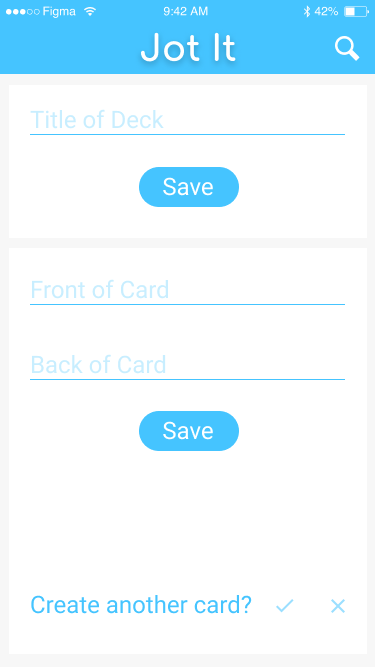 Figma 9:42 AM 42%
Jot It
Title of Deck
Save
Front of Card
Back of Card
Save
Create another card?